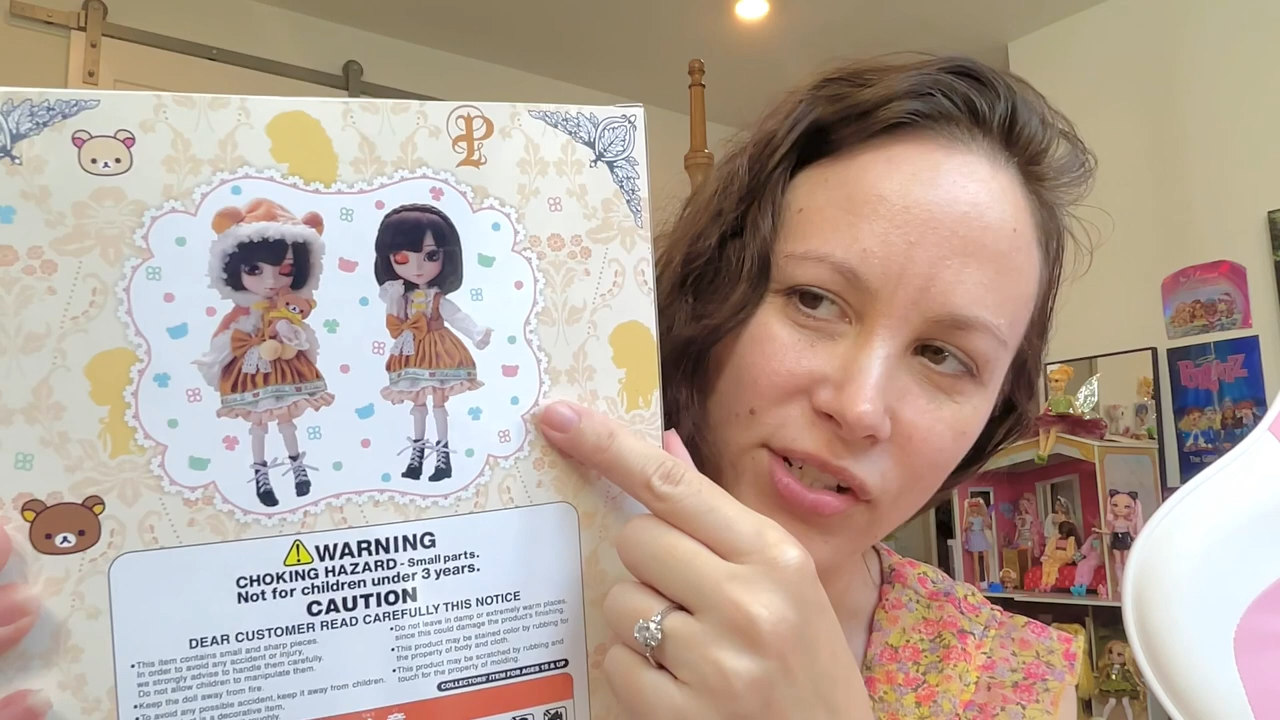 WARNING
CHOKING HAZARD - Small parts.
Not for children under 3 years.
CAUTION
DEAR CUSTOMER READ CAREFULLY THIS NOTICE
•This item contains small and sharp pieces.
In order to avoid any accident or injury,
we strongly advise to handle them carefully.
Do not allow children to manipulate them.
•Keep the doll away from fire.
•To avoid any possible accident, keep it away from children.
is a decorative item,
roughly.
•Do not leave in damp or extremely warm places,
since this could damage the product's finishing.
•This product may be stained color by rubbing for
the property of body and cloth.
•This product may be scratched by rubbing and
touch for the property of molding.
COLLECTORS' ITEM FOR AGES 15 & UP
BRATZ